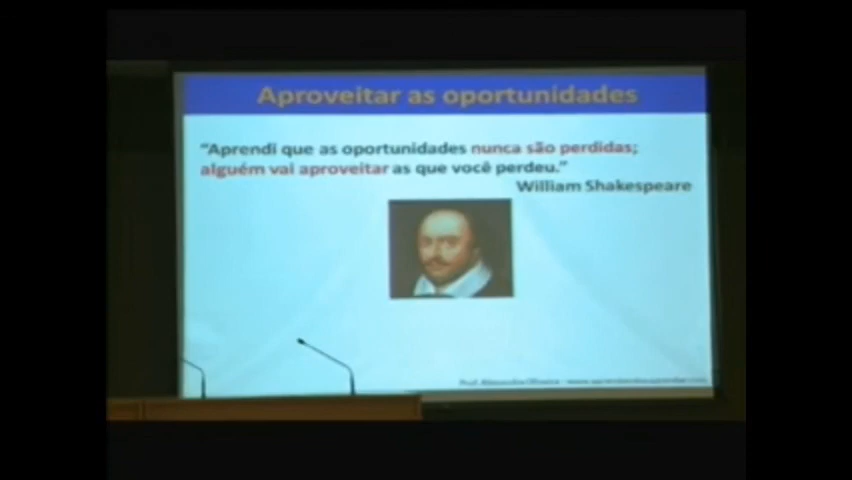 Aproveitar as oportunidades
“Aprendi que as oportunidades nunca são perdidas;
alguém vai aproveitar as que você perdeu.”
William Shakespeare
Prof.